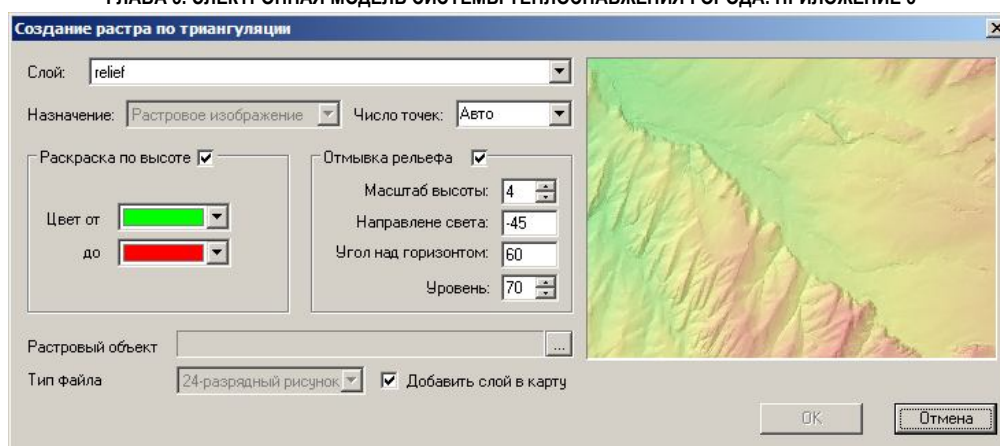 ГЛАВА 3. ЭЛЕКТРОННАЯ МОДЕЛЬ СИСТЕМЫ ТЕПЛОСНАБЖЕНИЯ ГОРОДА. ПРИЛОЖЕНИЕ
Создание растра по триангуляции
Слой: relief
Назначение: Растровое изображение Число точек: Авто
Раскраска по высоте Отмывка рельефа
Масштаб высоты: 4
Цвет от Направлене света: -45
до Угол над горизонтом: 60
Уровень: 70
Растровый объект ...
Тип файла 24-разрядный рисунок Добавить слой в карту
OK Отмена